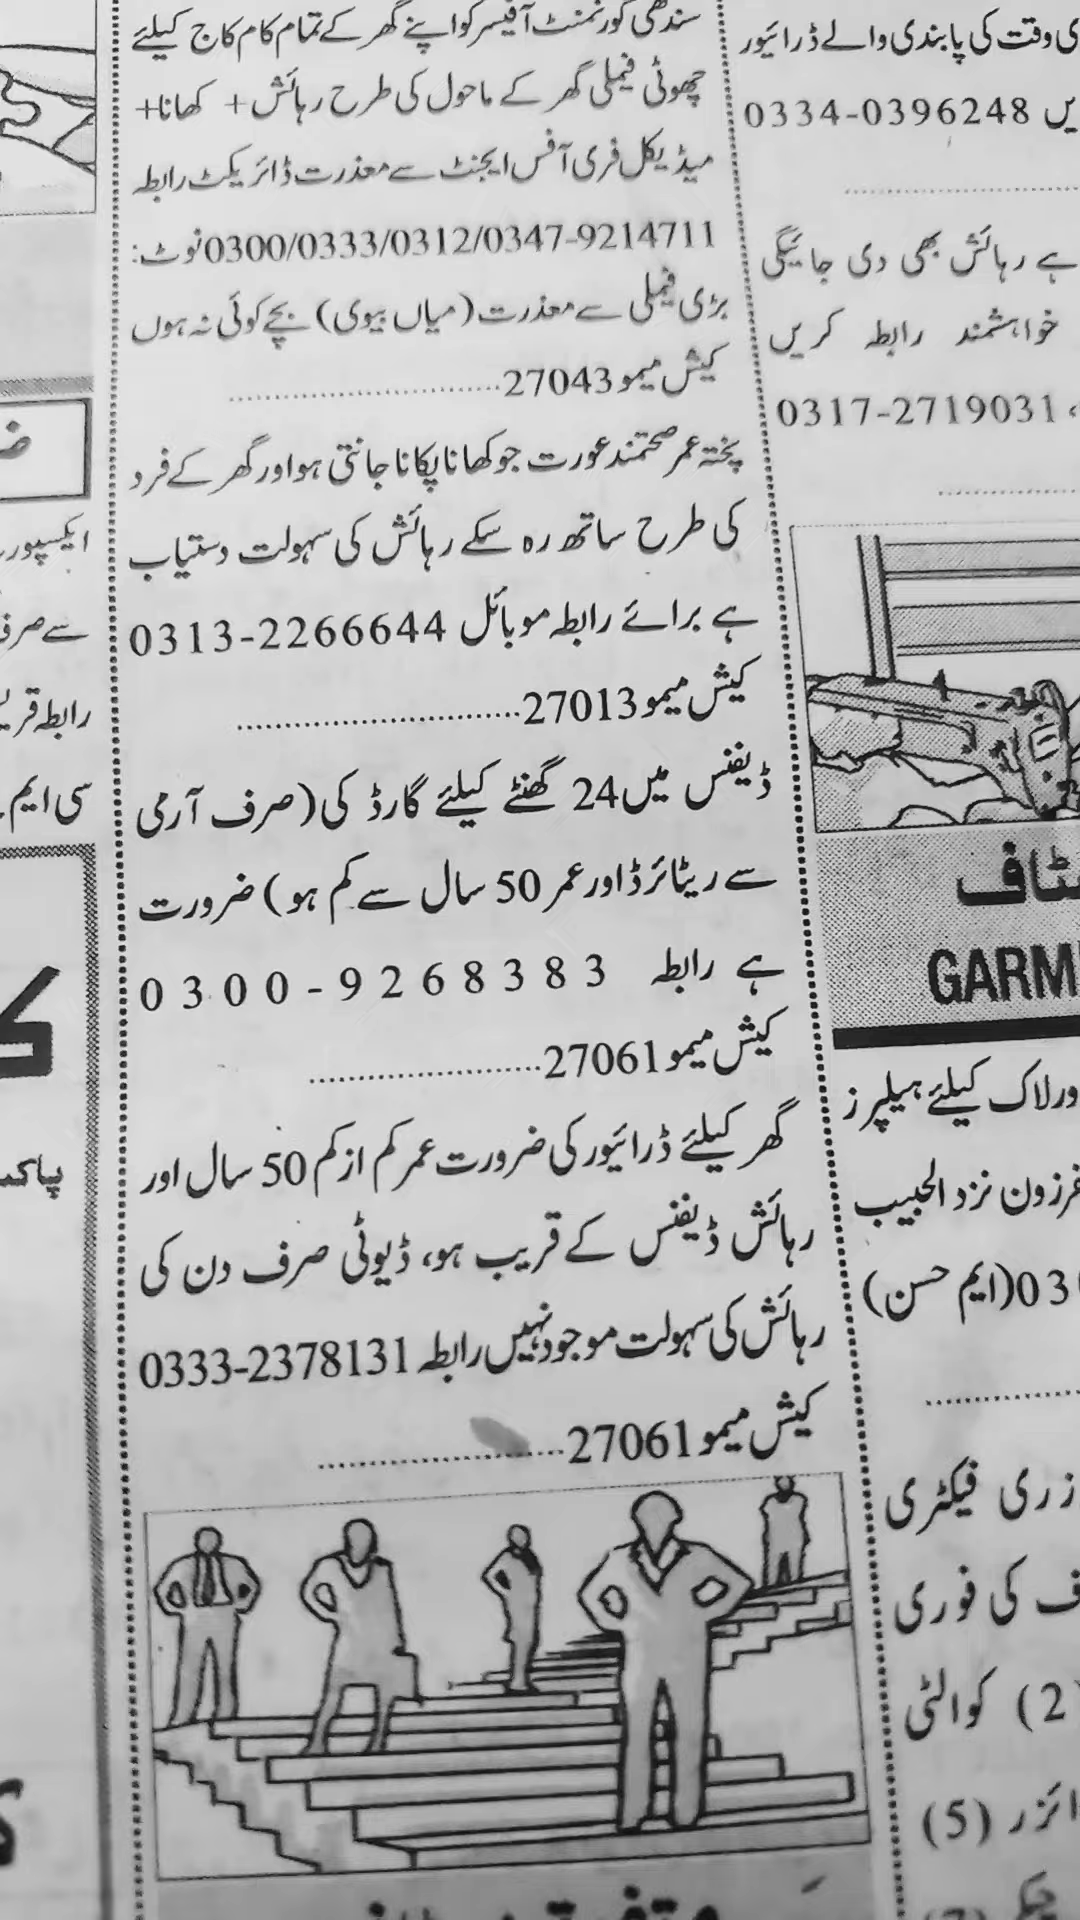 سندھی گورنمنٹ آفیسر کو اپنے گھر کے تمام کام کاج کیلئے
چھوٹی فیملی گھر کے ماحول کی طرح رہائش + کھانا+
میڈیکل فری آفس ایجنٹ سے معذرت ڈائریکٹ رابطہ
0300/0333/0312/0347-9214711 نوٹ:
بڑی فیملی سے معذرت (میاں بیوی) بچے کوئی نہ ہوں
کیش میمو 27043
پختہ عمر صحتمند عورت جو کھانا پکانا جانتی ہو اور گھر کے فرد
کی طرح ساتھ رہ سکے رہائش کی سہولت دستیاب
ہے برائے رابطہ موبائل 0313-2266644
کیش میمو 27013
ڈیفنس میں 24 گھنٹے کیلئے گارڈ کی (صرف آرمی
سے ریٹائرڈ اور عمر 50 سال سے کم ہو) ضرورت
ہے رابطہ 0300-9268383
کیش میمو 27061
گھر کیلئے ڈرائیور کی ضرورت عمر کم از کم 50 سال اور
رہائش ڈیفنس کے قریب ہو، ڈیوٹی صرف دن کی
رہائش کی سہولت موجود نہیں رابطہ 0333-2378131
کیش میمو 27061
وقت کی پابندی والے ڈرائیور
0334-0396248
ہے رہائش بھی دی جائیگی
خواہشمند رابطہ کریں
0317-2719031
کیلئے ہیلپرز
نزد الحبیب
(ایم حسن)
فیکٹری
کی فوری
(2) کوالٹی
(5)
رابطہ
سی ایم